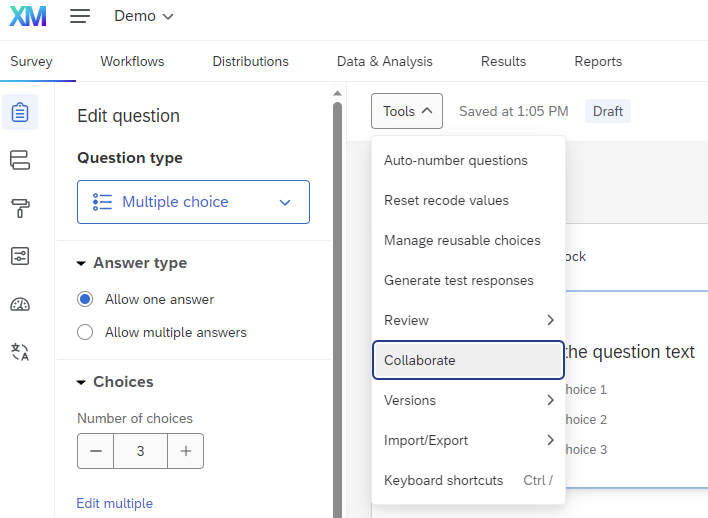 XM Demo
Survey Workflows Distributions Data & Analysis Results Reports
Edit question
Question type
Multiple choice
Answer type
Allow one answer
Allow multiple answers
Choices
Number of choices
3
Edit multiple
Tools Saved at 1:05 PM Draft
Auto-number questions
Reset recode values
Manage reusable choices
Generate test responses
Review
Collaborate
Versions
Import/Export
Keyboard shortcuts Ctrl /
ock
the question text
hoice 1
hoice 2
hoice 3